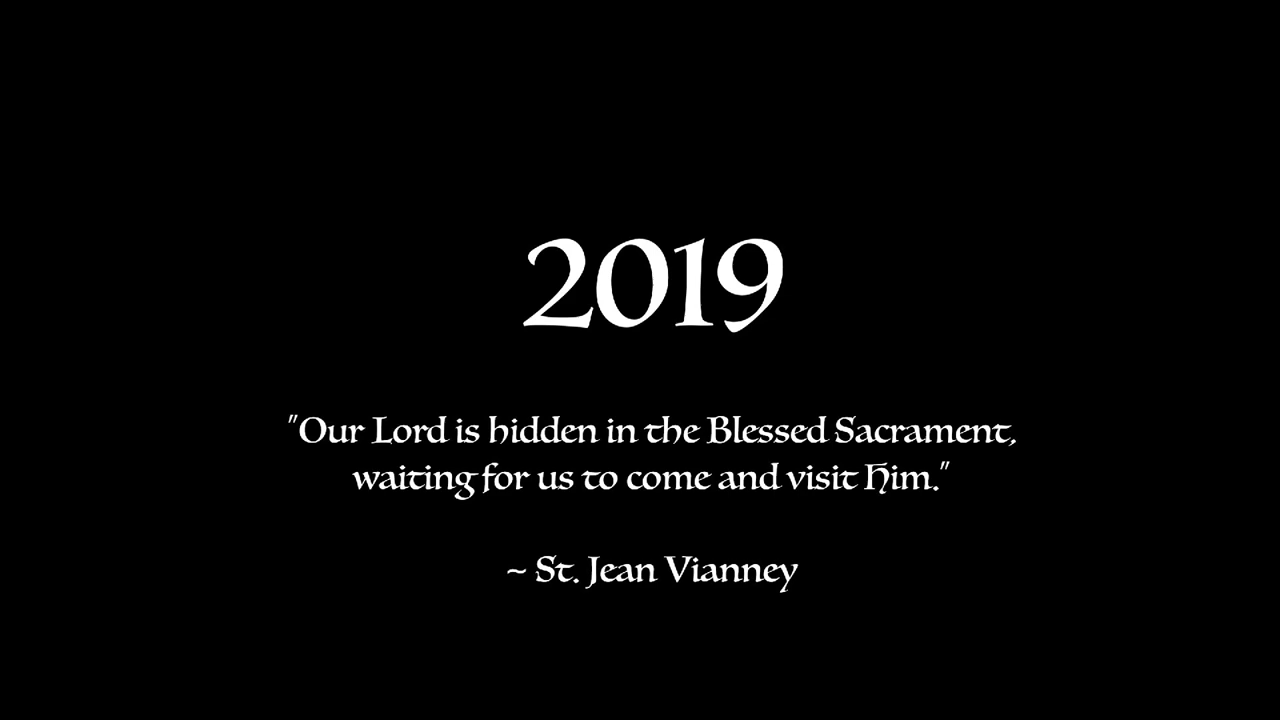 2019
"Our Lord is hidden in the Blessed Sacrament,
waiting for us to come and visit Him."
~ St. Jean Vianney